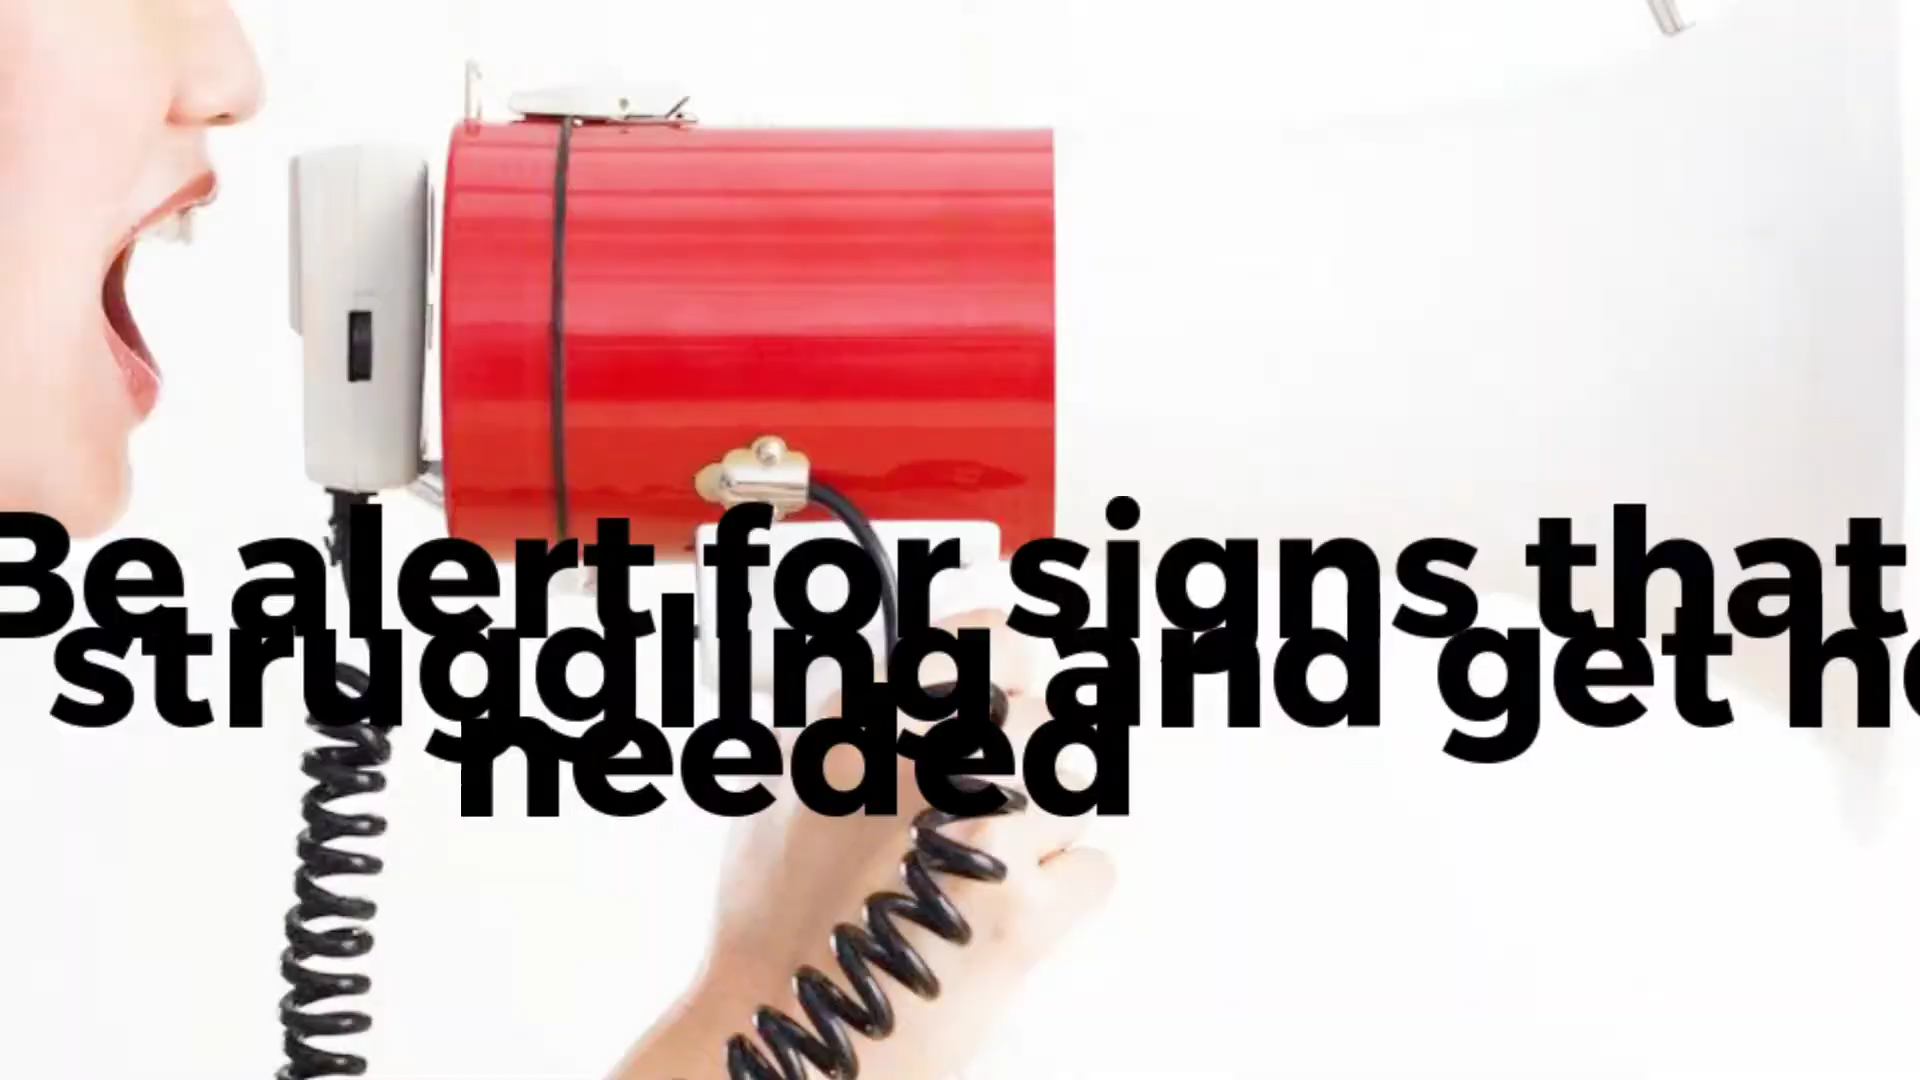 Be alert for signs that
struggling and get
needed